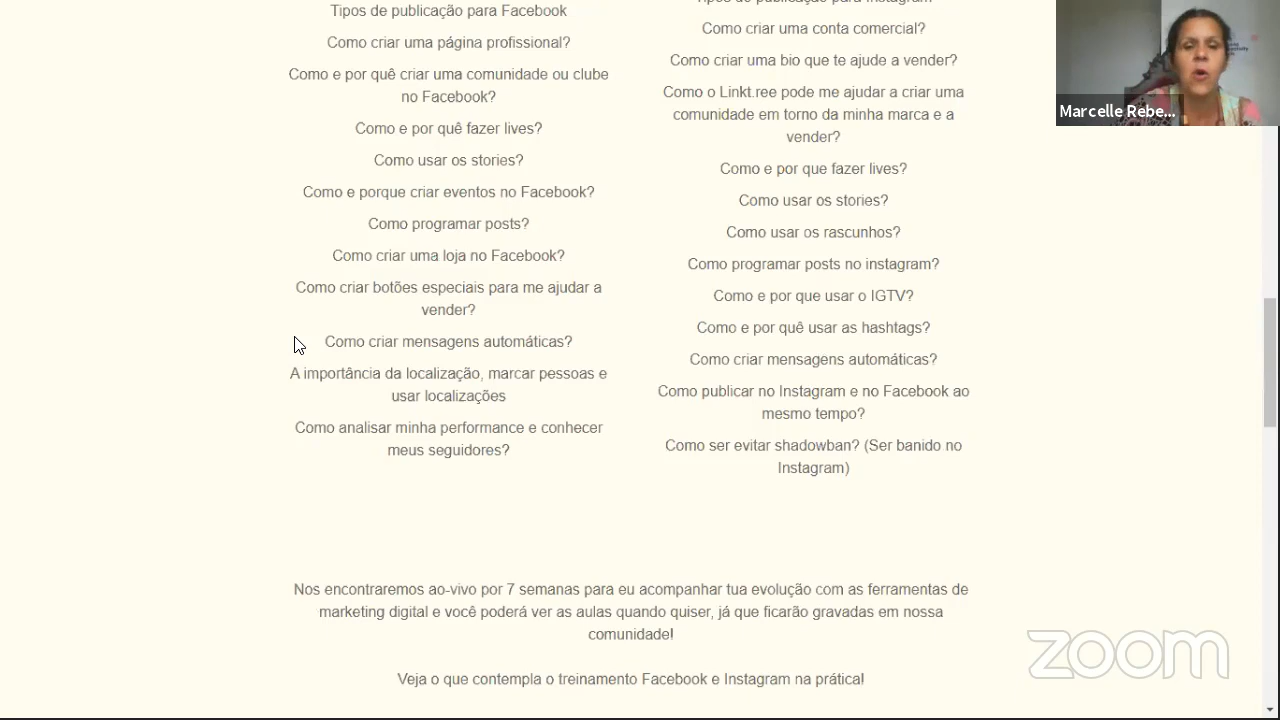 Tipos de publicação para Facebook
Como criar uma página profissional?
Como e por quê criar uma comunidade ou clube
no Facebook?
Como e por quê fazer lives?
Como usar os stories?
Como e porque criar eventos no Facebook?
Como programar posts?
Como criar uma loja no Facebook?
Como criar botões especiais para me ajudar a
vender?
Como criar mensagens automáticas?
A importância da localização, marcar pessoas e
usar localizações
Como analisar minha performance e conhecer
meus seguidores?
Tipos de publicação para Instagram
Como criar uma conta comercial?
Como criar uma bio que te ajude a vender?
Como o Linkt.ree pode me ajudar a criar uma
comunidade em torno da minha marca e a
vender?
Como e por que fazer lives?
Como usar os stories?
Como usar os rascunhos?
Como programar posts no instagram?
Como e por que usar o IGTV?
Como e por quê usar as hashtags?
Como criar mensagens automáticas?
Como publicar no Instagram e no Facebook ao
mesmo tempo?
Como ser evitar shadowban? (Ser banido no
Instagram)
Nos encontraremos ao-vivo por 7 semanas para eu acompanhar tua evolução com as ferramentas de
marketing digital e você poderá ver as aulas quando quiser, já que ficarão gravadas em nossa
comunidade!
Veja o que contempla o treinamento Facebook e Instagram na prática!
Marcelle Rebe...
zoom